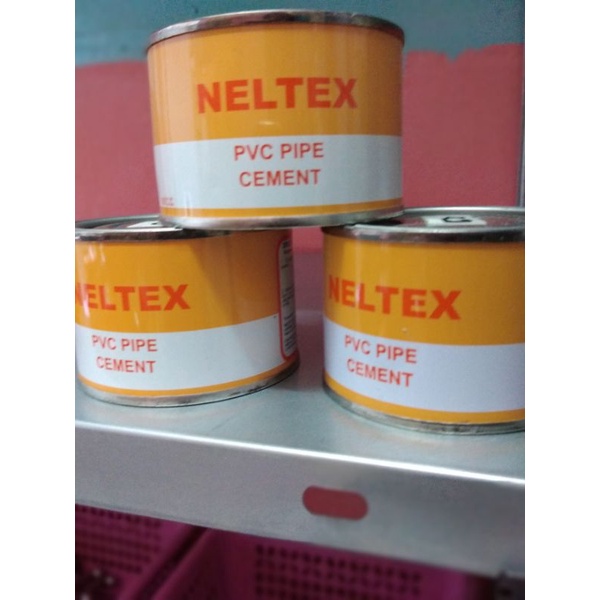 NELTEX
PVC PIPE
CEMENT
NELTEX
PVC PIPE
CEMENT
NELTEX
PVC PIPE
CEMENT
G